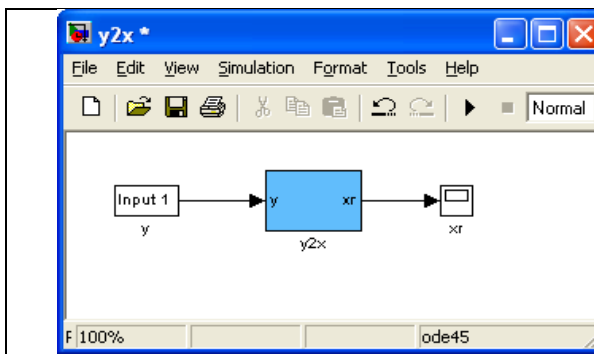 y2x *
File Edit View Simulation Format Tools Help
Normal
Input 1
y
y xr
y2x
xr
F 100% ode45